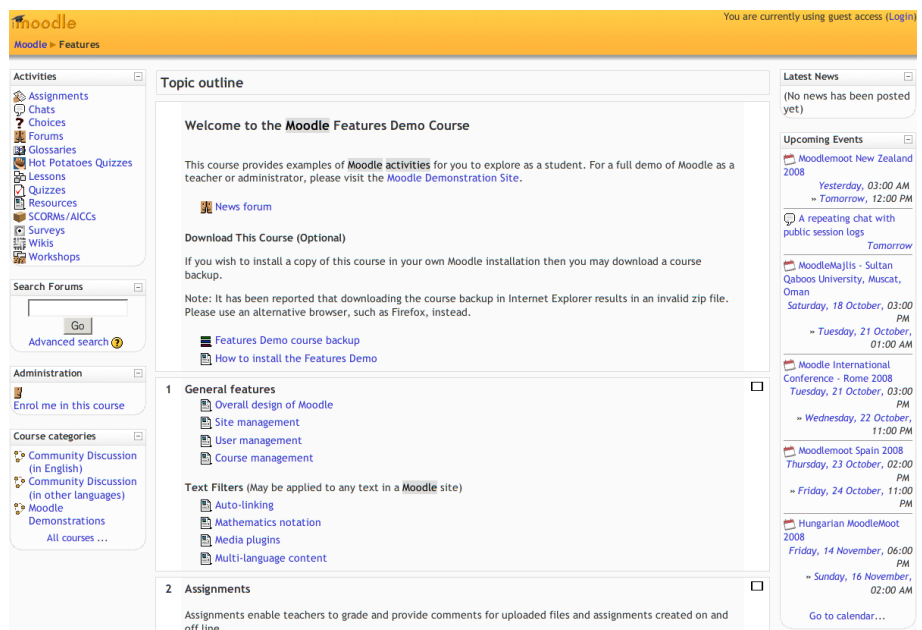 moodle
You are currently using guest access (Login)
Moodle ► Features
Activities
Assignments
Chats
Choices
Forums
Glossaries
Hot Potatoes Quizzes
Lessons
Quizzes
Resources
SCORMs/AICCs
Surveys
Wikis
Workshops
Search Forums
Go
Advanced search
Administration
Enrol me in this course
Course categories
Community Discussion
(in English)
Community Discussion
(in other languages)
Moodle
Demonstrations
All courses ...
Topic outline
Welcome to the Moodle Features Demo Course
This course provides examples of Moodle activities for you to explore as a student. For a full demo of Moodle as a
teacher or administrator, please visit the Moodle Demonstration Site.
News forum
Download This Course (Optional)
If you wish to install a copy of this course in your own Moodle installation then you may download a course
backup.
Note: It has been reported that downloading the course backup in Internet Explorer results in an invalid zip file.
Please use an alternative browser, such as Firefox, instead.
Features Demo course backup
How to install the Features Demo
1 General features
Overall design of Moodle
Site management
User management
Course management
Text Filters (May be applied to any text in a Moodle site)
Auto-linking
Mathematics notation
Media plugins
Multi-language content
2 Assignments
Assignments enable teachers to grade and provide comments for uploaded files and assignments created on and
off line
Latest News
(No news has been posted
yet)
Upcoming Events
Moodlemoot New Zealand
2008
Yesterday, 03:00 AM
» Tomorrow, 12:00 PM
A repeating chat with
public session logs
Tomorrow
MoodleMajlis - Sultan
Qaboos University, Muscat,
Oman
Saturday, 18 October, 03:00
PM
» Tuesday, 21 October,
01:00 AM
Moodle International
Conference - Rome 2008
Tuesday, 21 October, 03:00
PM
» Wednesday, 22 October,
11:00 PM
Moodlemoot Spain 2008
Thursday, 23 October, 02:00
PM
» Friday, 24 October, 11:00
PM
Hungarian MoodleMoot
2008
Friday, 14 November, 06:00
PM
» Sunday, 16 November,
02:00 AM
Go to calendar...